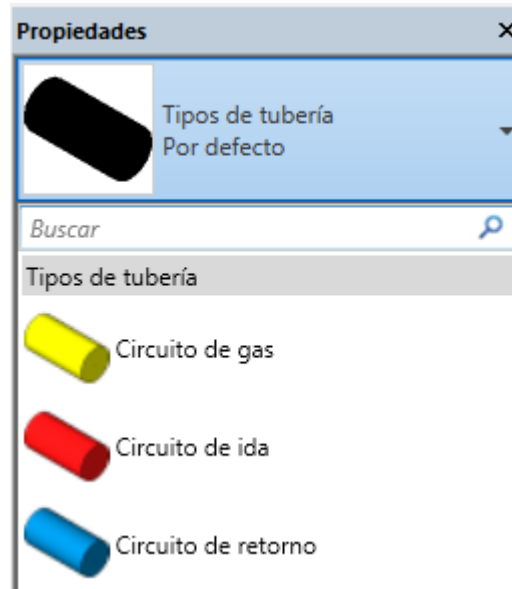 Propiedades
Tipos de tubería
Por defecto
Buscar
Tipos de tubería
Circuito de gas
Circuito de ida
Circuito de retorno